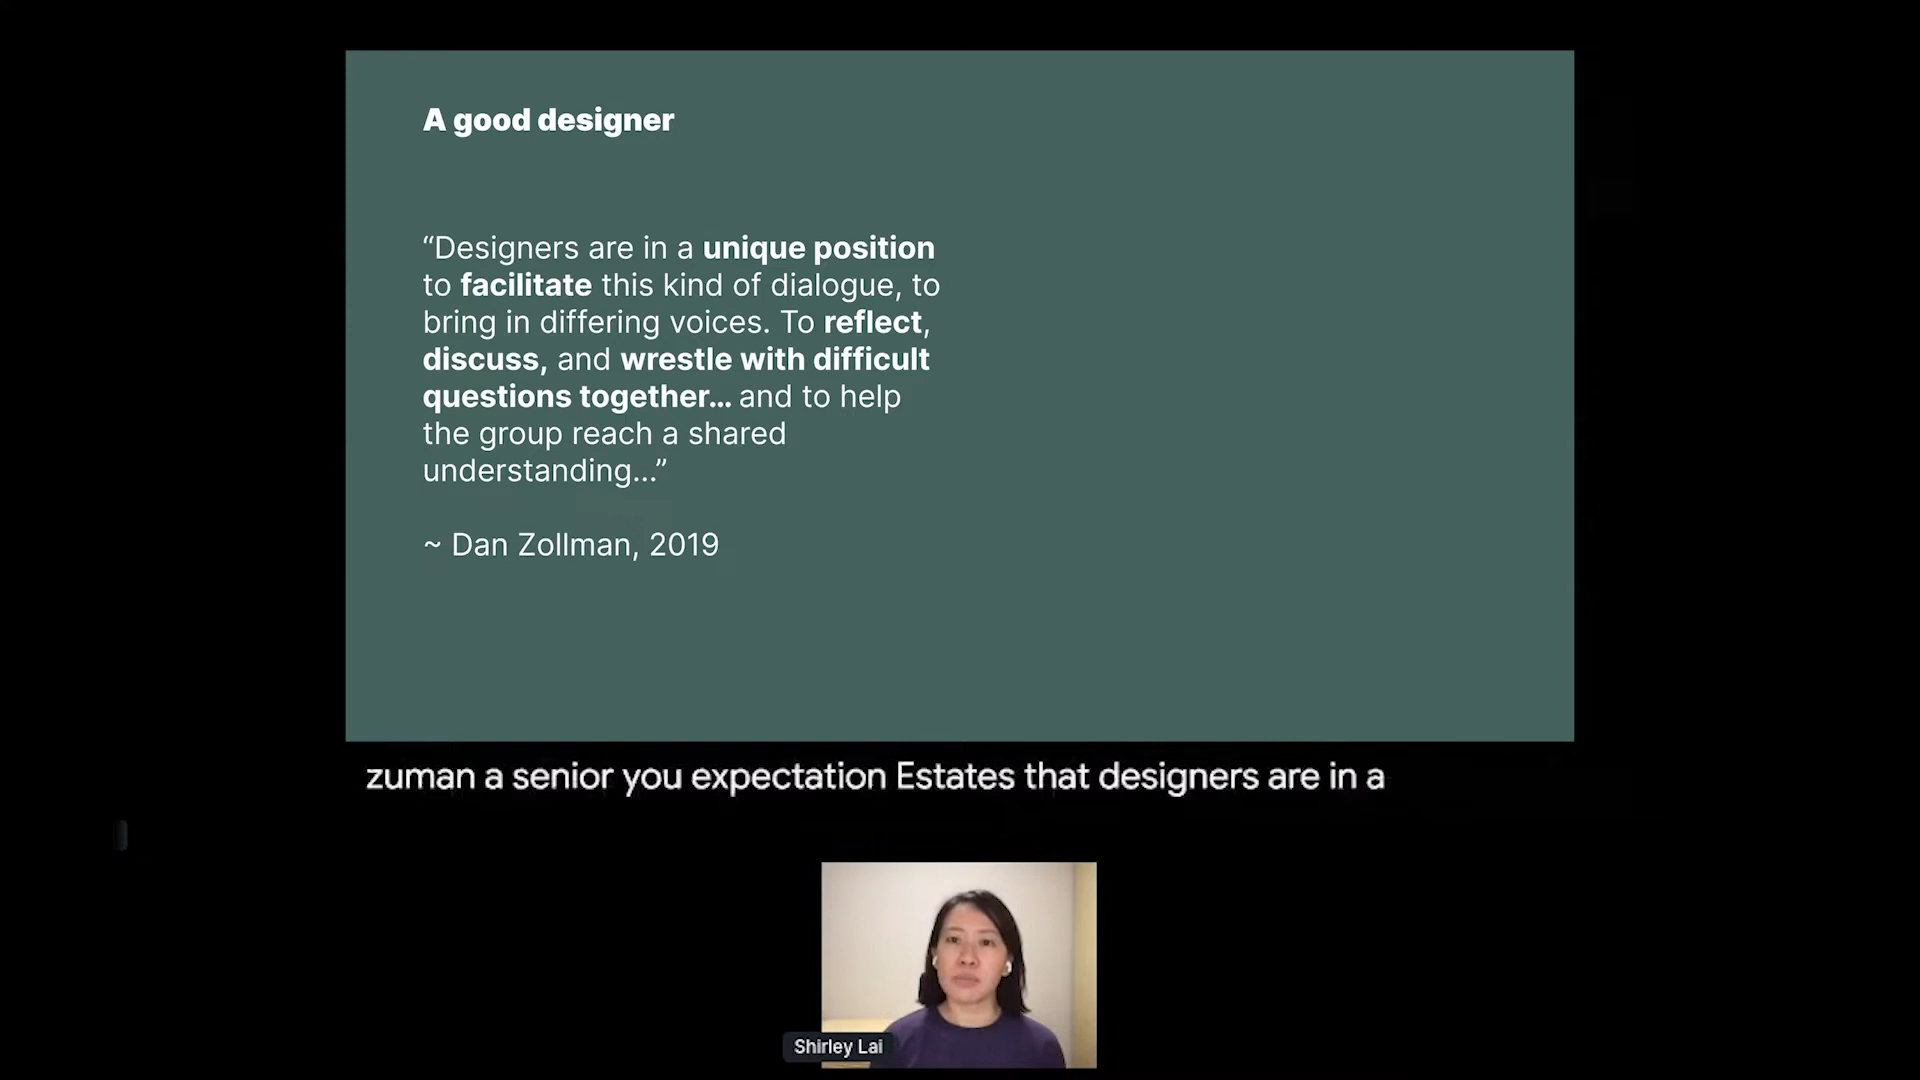 A good designer
“Designers are in a unique position
to facilitate this kind of dialogue, to
bring in differing voices. To reflect,
discuss, and wrestle with difficult
questions together... and to help
the group reach a shared
understanding...”
~ Dan Zollman, 2019
zuman a senior you expectation Estates that designers are in a
Shirley Lai